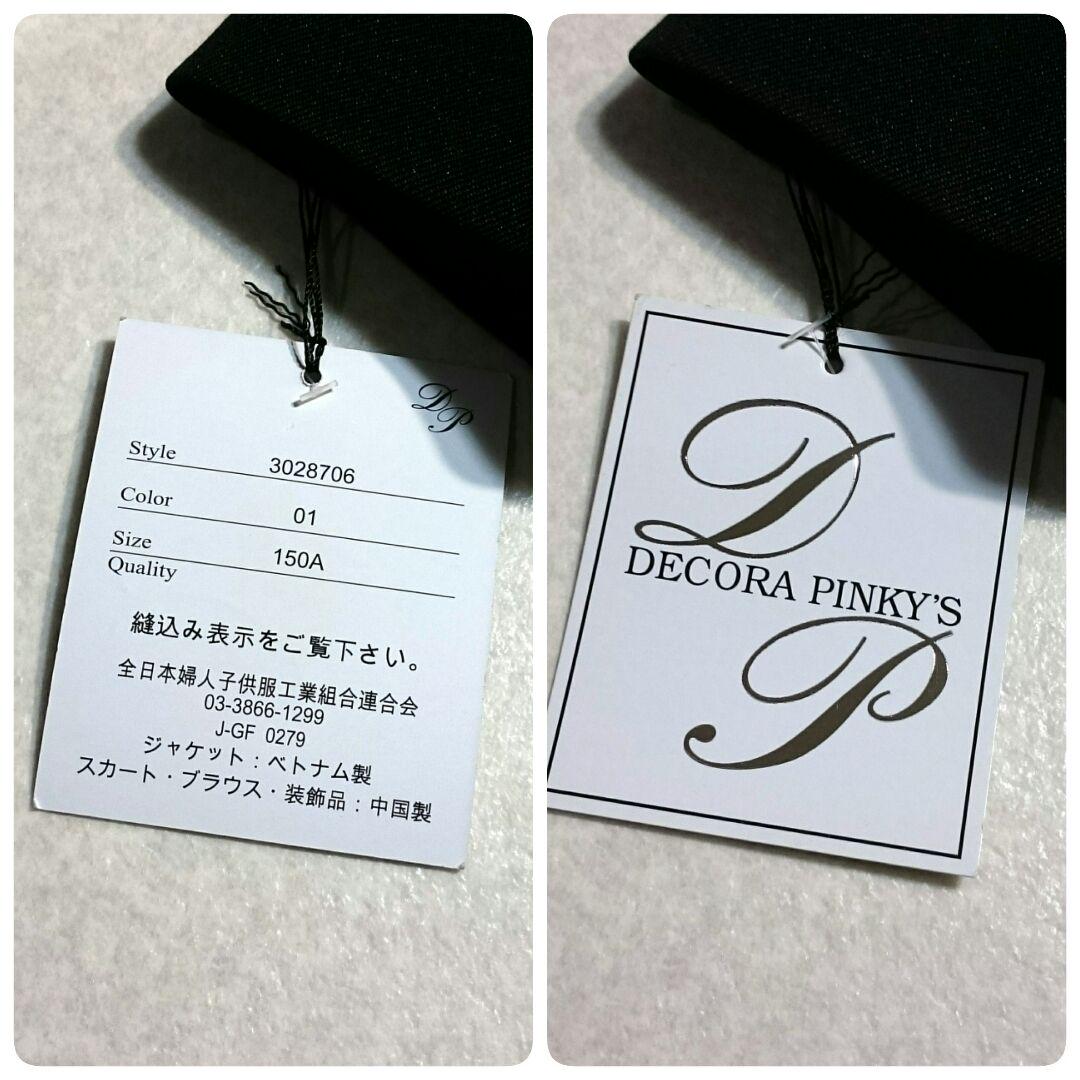 DP
Style 3028706
Color 01
Size 150A
Quality
縫込み表示をご覧下さい。
全日本婦人子供服工業組合連合会
03-3866-1299
J-GF 0279
ジャケット：ベトナム製
スカート・ブラウス・装飾品：中国製
D
DECORA PINKY'S
P